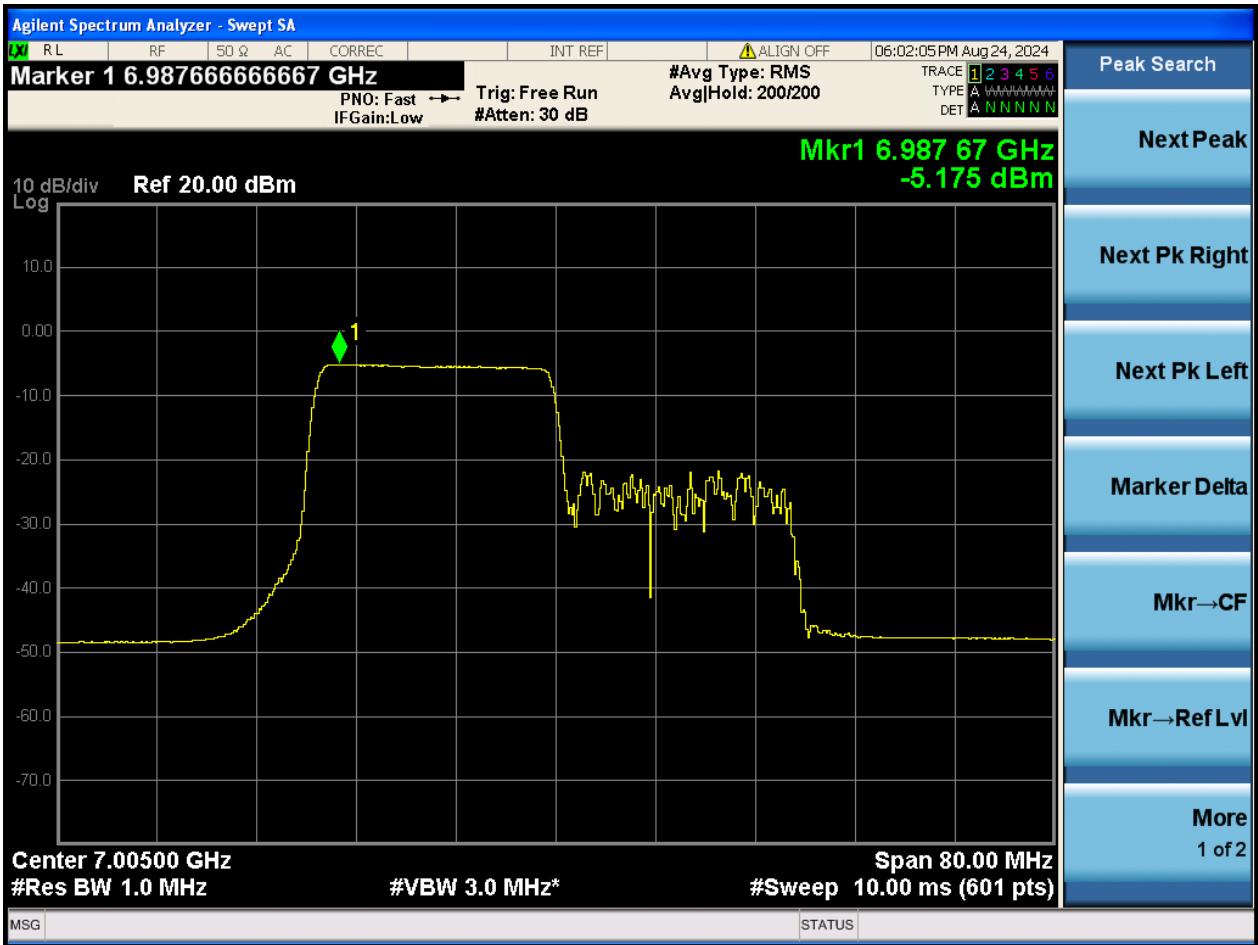 Agilent Spectrum Analyzer - Swept SA
LXI RL RF 50 Ω AC CORREC INT REF ALIGN OFF 06:02:05 PM Aug 24, 2024
Marker 1 6.987666666667 GHz
PNO: Fast
IFGain:Low
Trig: Free Run
#Atten: 30 dB
#Avg Type: RMS
Avg|Hold: 200/200
TRACE 1 2 3 4 5 6
TYPE A WWWWW
DET A N N N N N
Mkr1 6.987 67 GHz
-5.175 dBm
10 dB/div Ref 20.00 dBm
Log
10.0
0.00
-10.0
-20.0
-30.0
-40.0
-50.0
-60.0
-70.0
1
Center 7.00500 GHz Span 80.00 MHz
#Res BW 1.0 MHz #VBW 3.0 MHz* #Sweep 10.00 ms (601 pts)
MSG STATUS
Peak Search
Next Peak
Next Pk Right
Next Pk Left
Marker Delta
Mkr→CF
Mkr→Ref Lvl
More
1 of 2